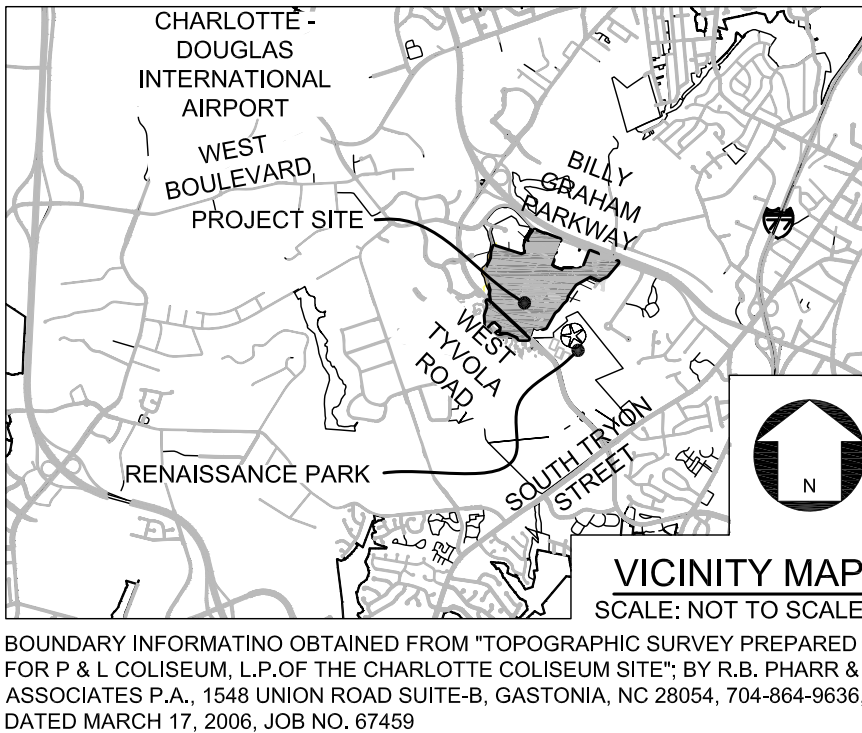 CHARLOTTE -
DOUGLAS
INTERNATIONAL
AIRPORT
WEST
BOULEVARD
PROJECT SITE
BILLY
GRAHAM
PARKWAY
77
WEST
TYVOLA
ROAD
RENAISSANCE PARK
SOUTH TRYON
STREET
N
VICINITY MAP
SCALE: NOT TO SCALE
BOUNDARY INFORMATINO OBTAINED FROM "TOPOGRAPHIC SURVEY PREPARED
FOR P & L COLISEUM, L.P.OF THE CHARLOTTE COLISEUM SITE"; BY R.B. PHARR &
ASSOCIATES P.A., 1548 UNION ROAD SUITE-B, GASTONIA, NC 28054, 704-864-9636,
DATED MARCH 17, 2006, JOB NO. 67459